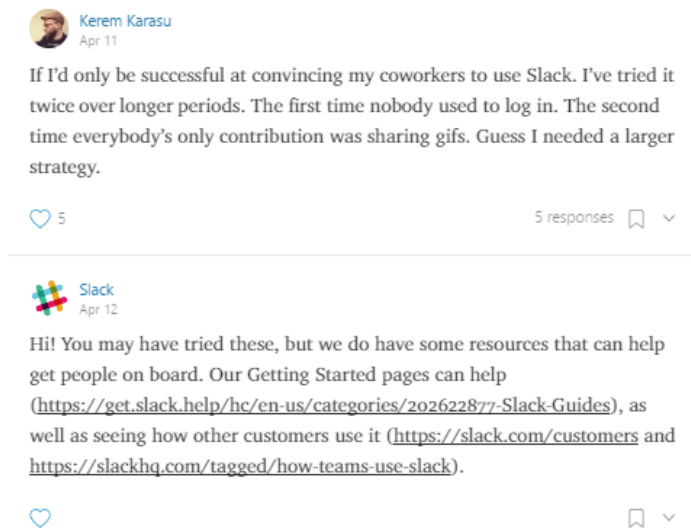 Kerem Karasu
Apr 11
If I’d only be successful at convincing my coworkers to use Slack. I’ve tried it
twice over longer periods. The first time nobody used to log in. The second
time everybody’s only contribution was sharing gifs. Guess I needed a larger
strategy.
5
5 responses
Slack
Apr 12
Hi! You may have tried these, but we do have some resources that can help
get people on board. Our Getting Started pages can help
(https://get.slack.help/hc/en-us/categories/202622877-Slack-Guides), as
well as seeing how other customers use it (https://slack.com/customers and
https://slackhq.com/tagged/how-teams-use-slack).